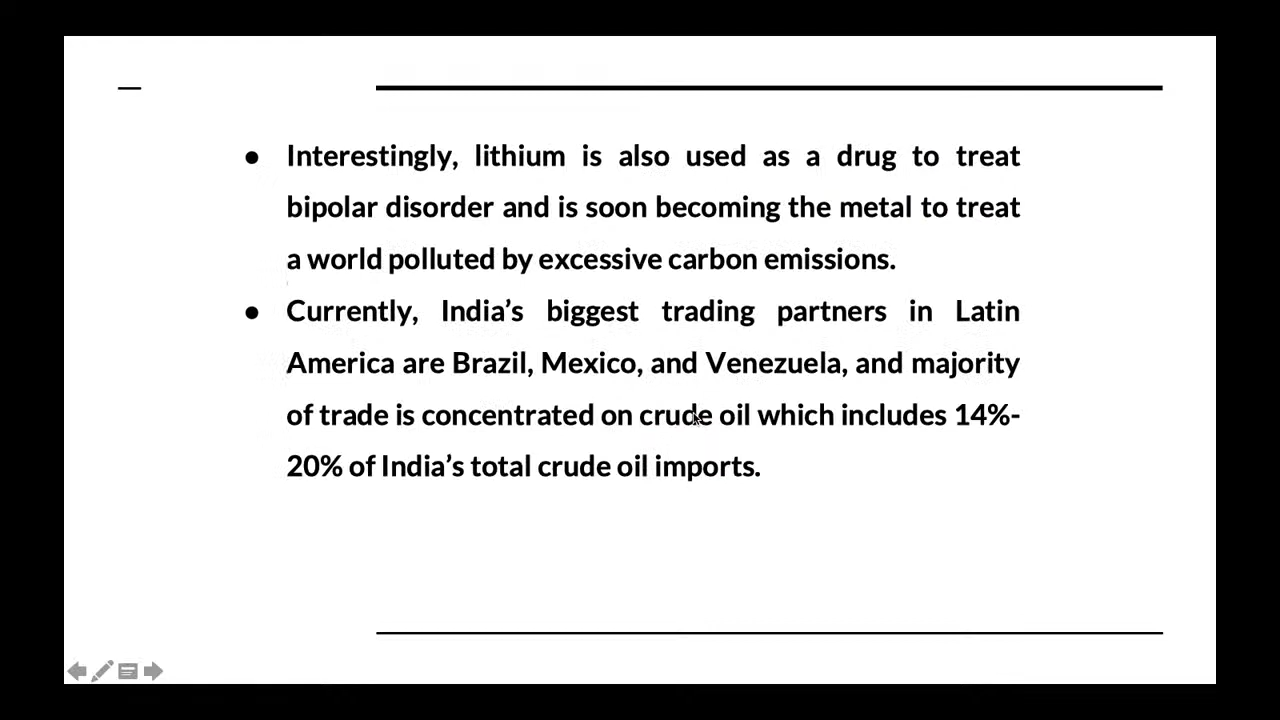 ● Interestingly, lithium is also used as a drug to treat
bipolar disorder and is soon becoming the metal to treat
a world polluted by excessive carbon emissions.
● Currently, India’s biggest trading partners in Latin
America are Brazil, Mexico, and Venezuela, and majority
of trade is concentrated on crude oil which includes 14%-
20% of India’s total crude oil imports.